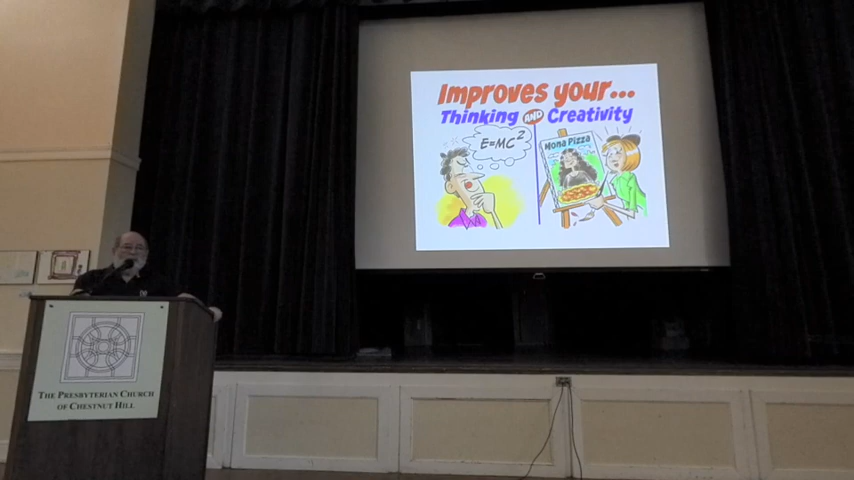 Improves your...
Thinking AND Creativity
E=MC²
Mona Pizza
THE PRESBYTERIAN CHURCH
OF CHESTNUT HILL